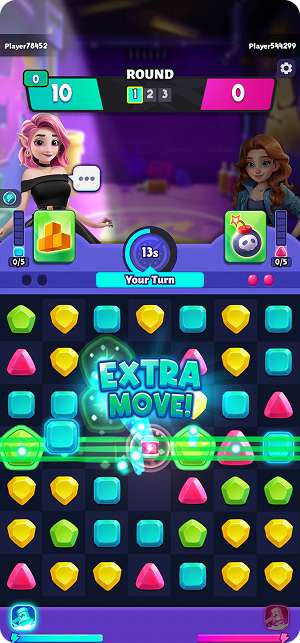 Player78452 Player544299
ROUND
0
10 1 2 3 0
13s
0/5 0/5
Your Turn
EXTRA
MOVE!